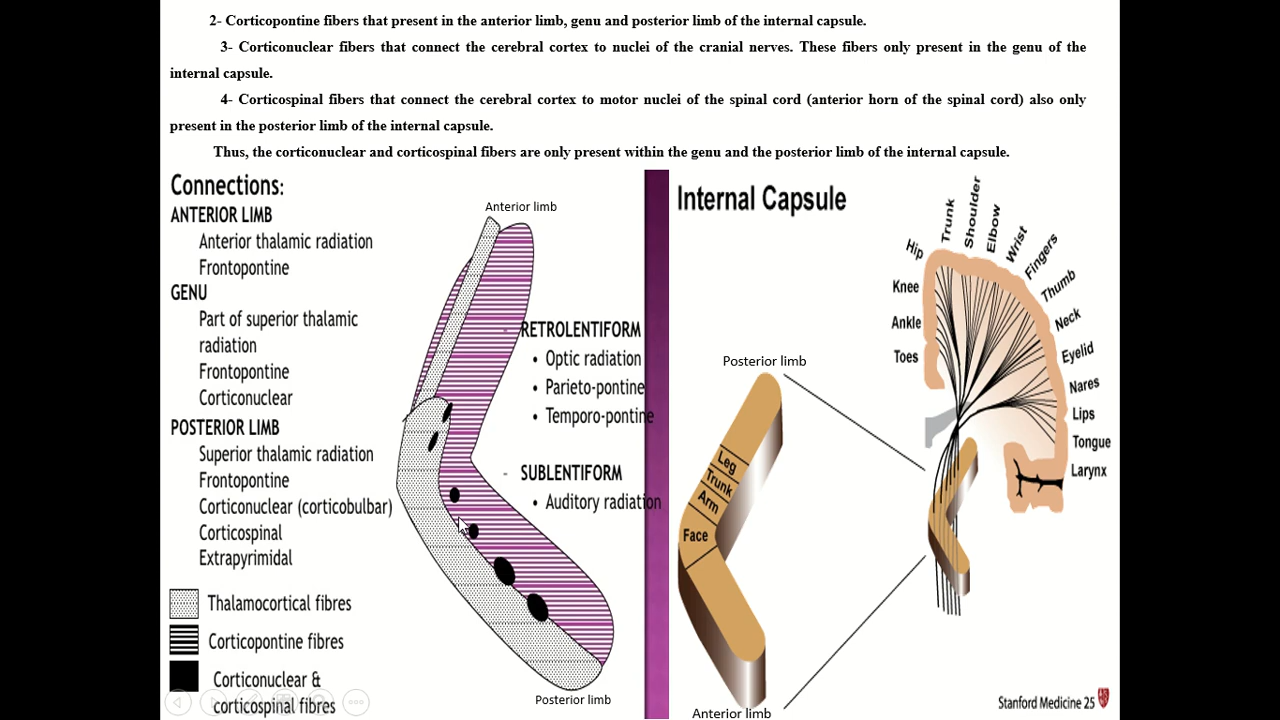 2- Corticopontine fibers that present in the anterior limb, genu and posterior limb of the internal capsule.
3- Corticonuclear fibers that connect the cerebral cortex to nuclei of the cranial nerves. These fibers only present in the genu of the
internal capsule.
4- Corticospinal fibers that connect the cerebral cortex to motor nuclei of the spinal cord (anterior horn of the spinal cord) also only
present in the posterior limb of the internal capsule.
Thus, the corticonuclear and corticospinal fibers are only present within the genu and the posterior limb of the internal capsule.
Connections:
ANTERIOR LIMB
Anterior thalamic radiation
Frontopontine
GENU
Part of superior thalamic
radiation
Frontopontine
Corticonuclear
POSTERIOR LIMB
Superior thalamic radiation
Frontopontine
Corticonuclear (corticobulbar)
Corticospinal
Extrapyrimidal
Thalamocortical fibres
Corticopontine fibres
Corticonuclear &
corticospinal fibres
Anterior limb
- RETROLENTIFORM
• Optic radiation
• Parieto-pontine
• Temporo-pontine
- SUBLENTIFORM
• Auditory radiation
Posterior limb
Internal Capsule
Posterior limb
Leg
Trunk
Arm
Face
Anterior limb
Toes
Ankle
Knee
Hip
Trunk
Shoulder
Elbow
Wrist
Fingers
Thumb
Neck
Eyelid
Nares
Lips
Tongue
Larynx
Stanford Medicine 25